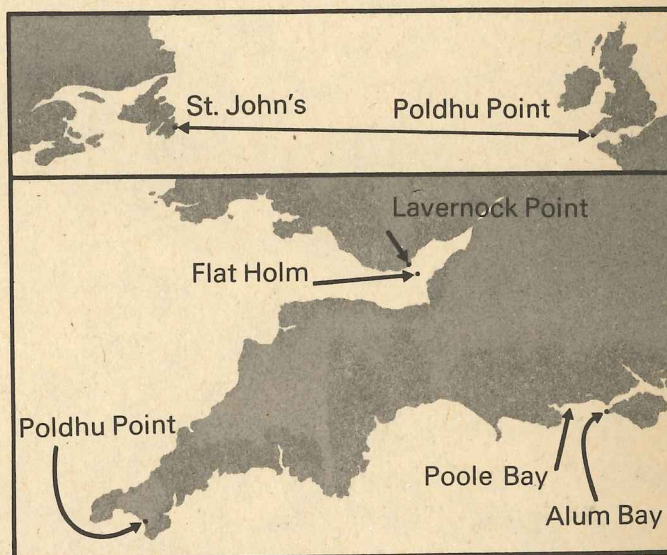 St. John's
Poldhu Point
Lavernock Point
Flat Holm
Poldhu Point
Poole Bay
Alum Bay